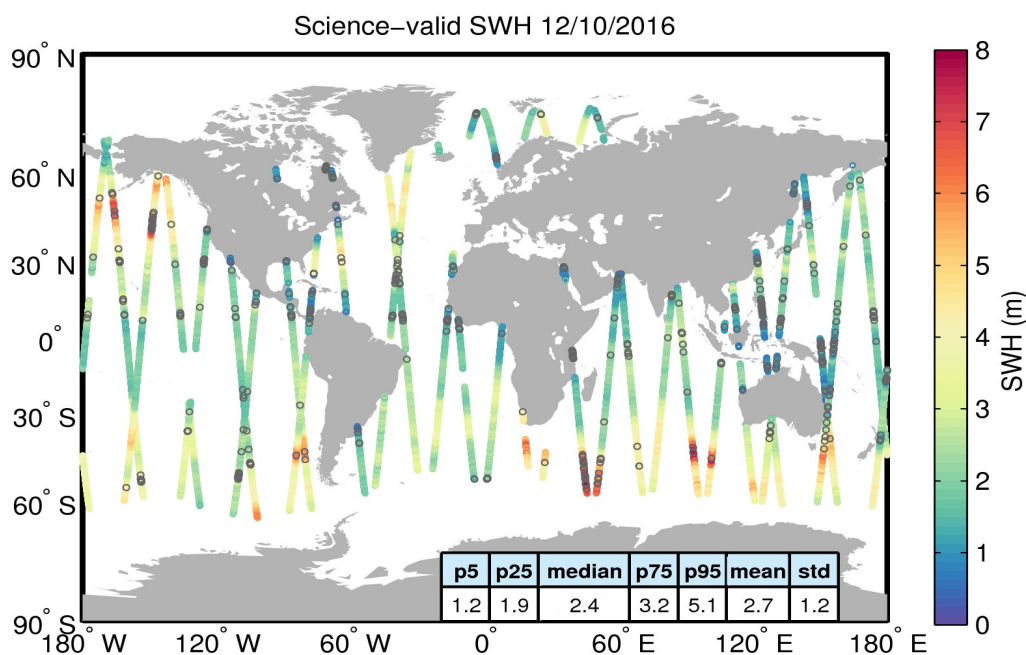 Science−valid SWH 12/10/2016
90° N
60° N
30° N
0°
30° S
60° S
90° S
180° W
120° W
60° W
0°
60° E
120° E
180° E
p5 p25 median p75 p95 mean std
1.2 1.9 2.4 3.2 5.1 2.7 1.2
8
7
6
5
4
3
2
1
0
SWH (m)